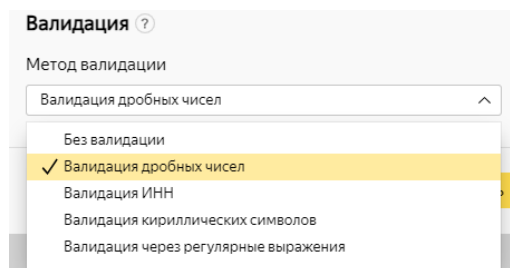 Валидация ?
Метод валидации
Валидация дробных чисел
Без валидации
Валидация дробных чисел
Валидация ИНН
Валидация кириллических символов
Валидация через регулярные выражения